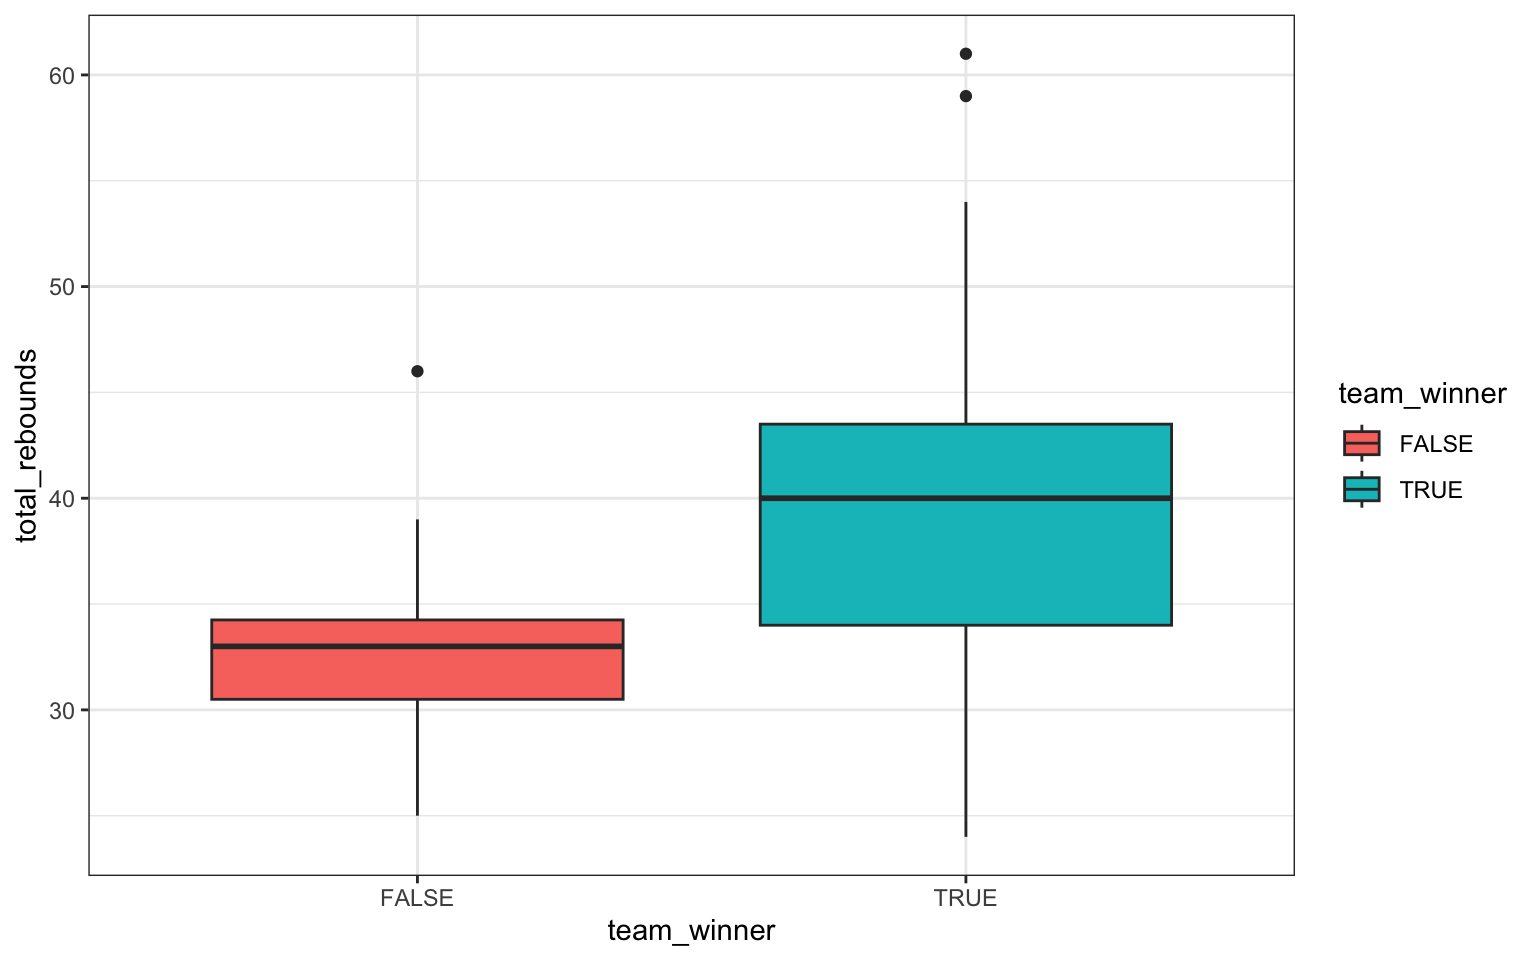 total_rebounds
60
50
40
30
FALSE
TRUE
team_winner
team_winner
FALSE
TRUE